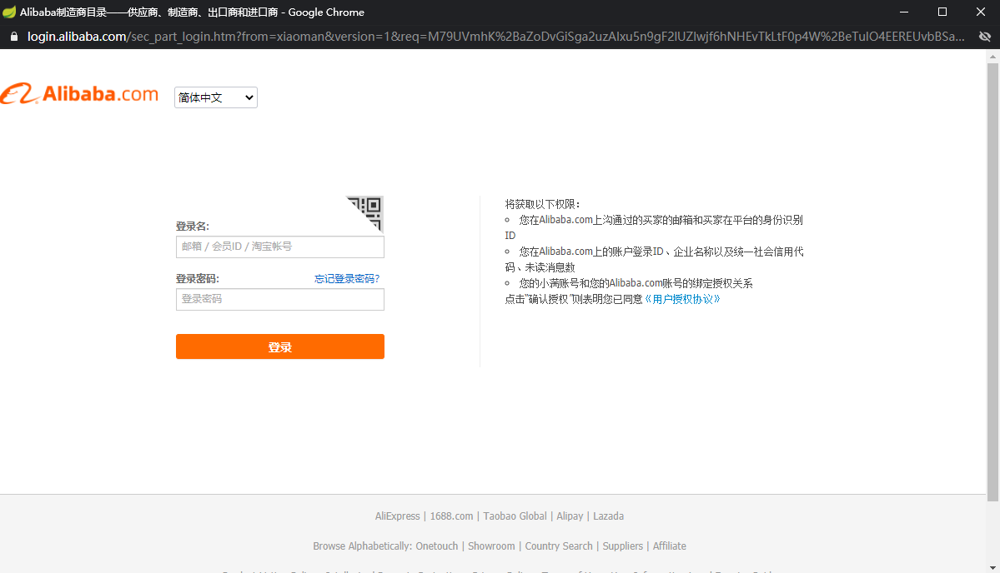 Alibaba制造商目录——供应商、制造商、出口商和进口商 - Google Chrome
login.alibaba.com/sec_part_login.htm?from=xiaoman&version=1&req=M79UVmhK%2BaZoDvGiSga2uzAlxu5n9gF2lUZIwjf6hNHEvTkLtF0p4W%2BeTulO4EEREUvbBSa...
Alibaba.com
简体中文
登录名:
邮箱 / 会员ID / 淘宝帐号
登录密码:
忘记登录密码?
登录密码
登录
将获取以下权限：
您在Alibaba.com上沟通过的买家的邮箱和买家在平台的身份识别
ID
您在Alibaba.com上的账户登录ID、企业名称以及统一社会信用代
码、未读消息数
您的小满账号和您的Alibaba.com账号的绑定授权关系
点击"确认授权"则表明您已同意《用户授权协议》
AliExpress | 1688.com | Taobao Global | Alipay | Lazada
Browse Alphabetically: Onetouch | Showroom | Country Search | Suppliers | Affiliate